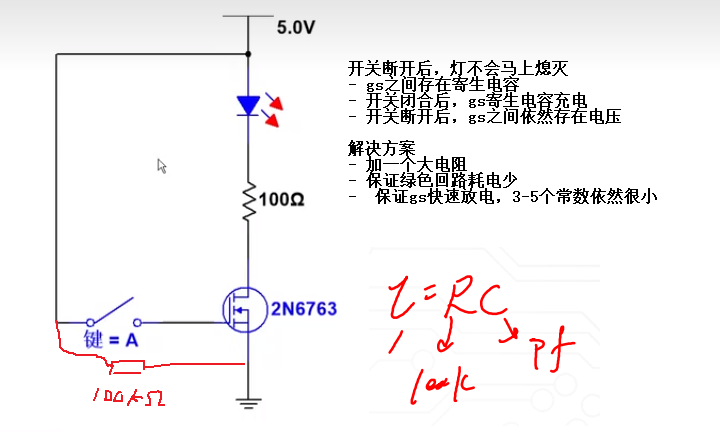 5.0V
开关断开后，灯不会马上熄灭
- gs之间存在寄生电容
- 开关闭合后，gs寄生电容充电
- 开关断开后，gs之间依然存在电压
解决方案
- 加一个大电阻
- 保证绿色回路耗电少
- 保证gs快速放电，3-5个常数依然很小
100Ω
2N6763
键 = A
100kΩ
τ=RC
100k
pf